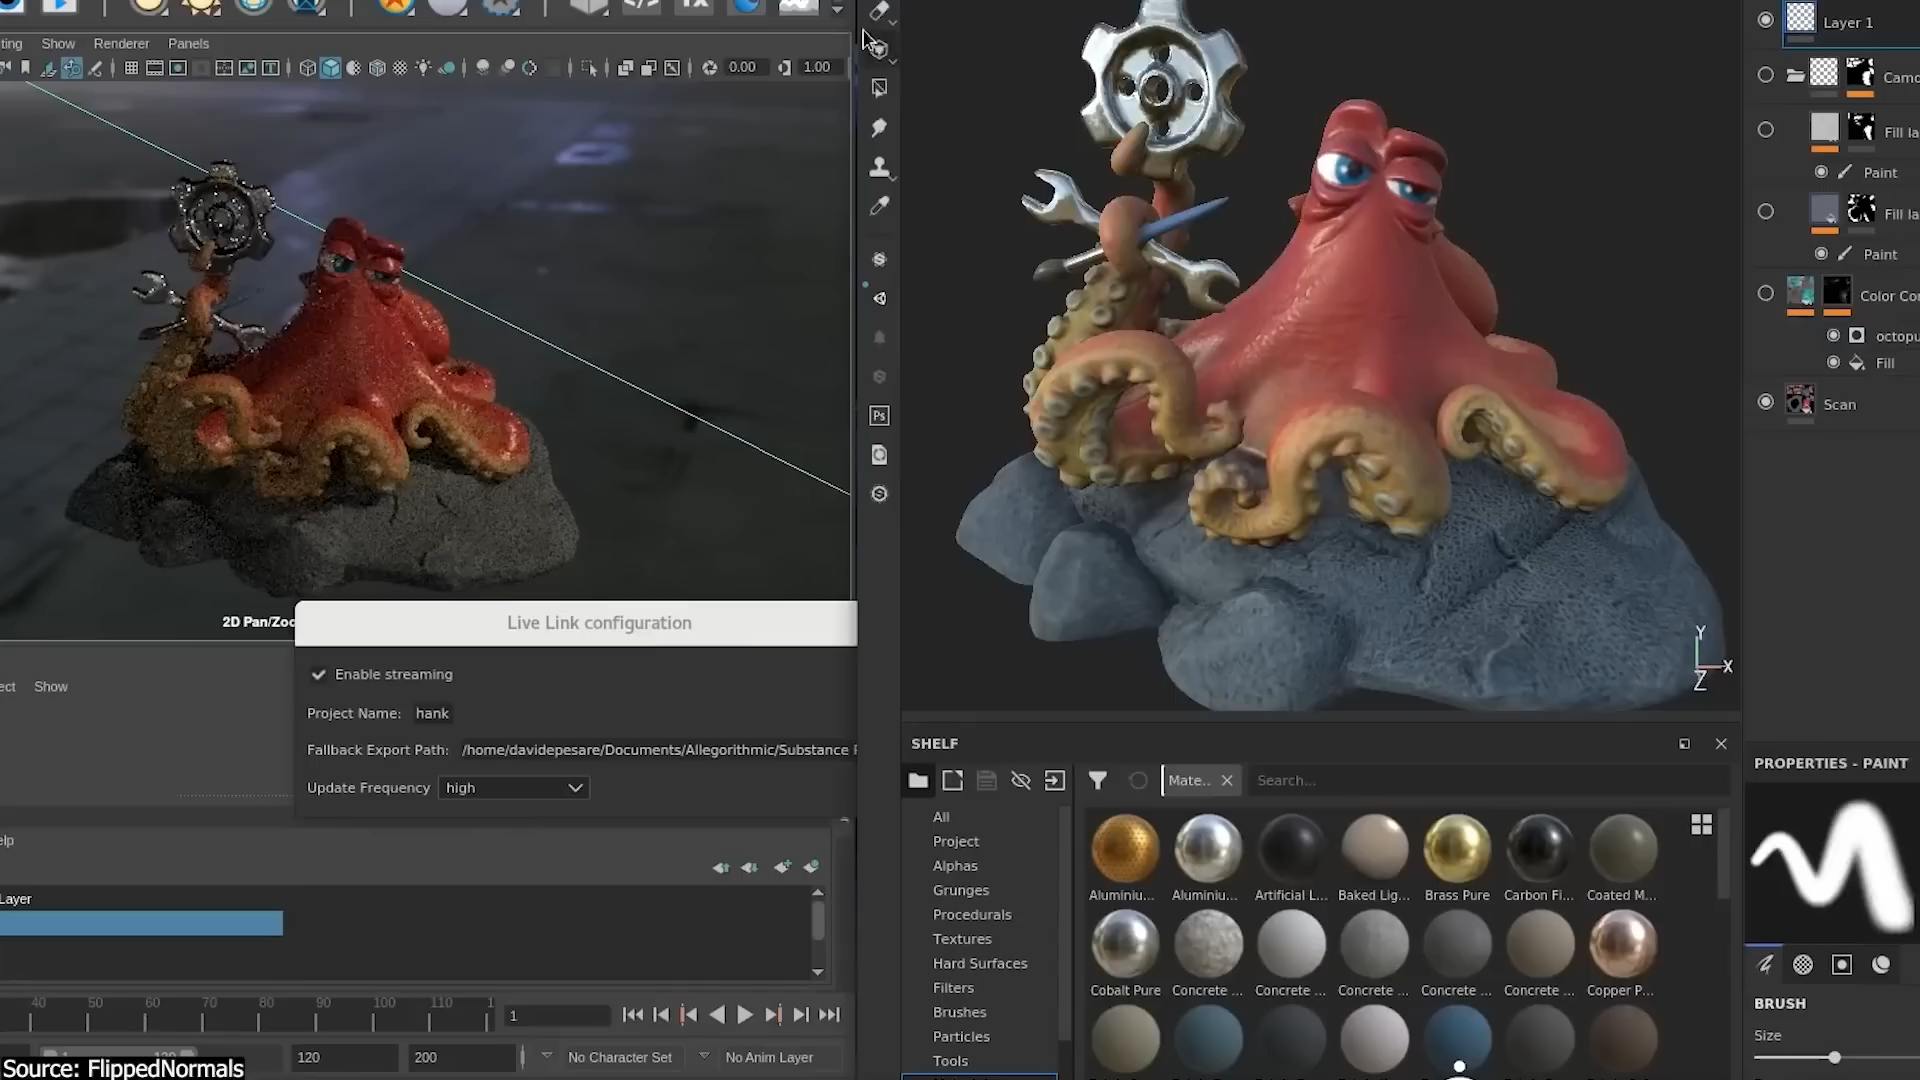 ting Show Renderer Panels
0.00 1.00
2D Pan/Zoo
Live Link configuration
Enable streaming
Project Name: hank
Fallback Export Path: /home/davidepesare/Documents/Allegorithmic/Substance P
Update Frequency high
ect Show
elp
Layer
40 50 60 70 80 90 100 110 1
1
120 200 No Character Set No Anim Layer
Source: FlippedNormals
Ps
Y
X
Z
SHELF
Mate.. Search...
All
Project
Alphas
Grunges
Procedurals
Textures
Hard Surfaces
Filters
Brushes
Particles
Tools
Aluminiu... Aluminiu... Artificial L... Baked Lig... Brass Pure Carbon Fi... Coated M...
Cobalt Pure Concrete ... Concrete ... Concrete ... Concrete ... Concrete ... Copper P...
Layer 1
Camo
Fill la
Paint
Fill la
Paint
Color Cor
octopu
Fill
Scan
PROPERTIES - PAINT
BRUSH
Size